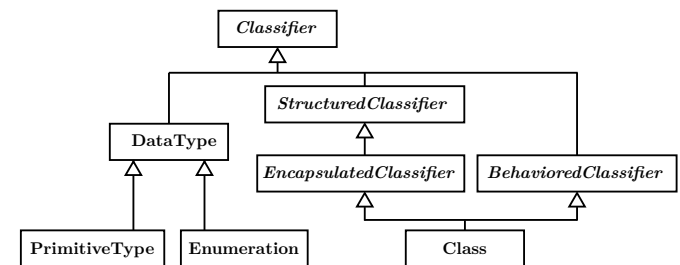 Classifier
StructuredClassifier
DataType
EncapsulatedClassifier
BehavioredClassifier
PrimitiveType
Enumeration
Class